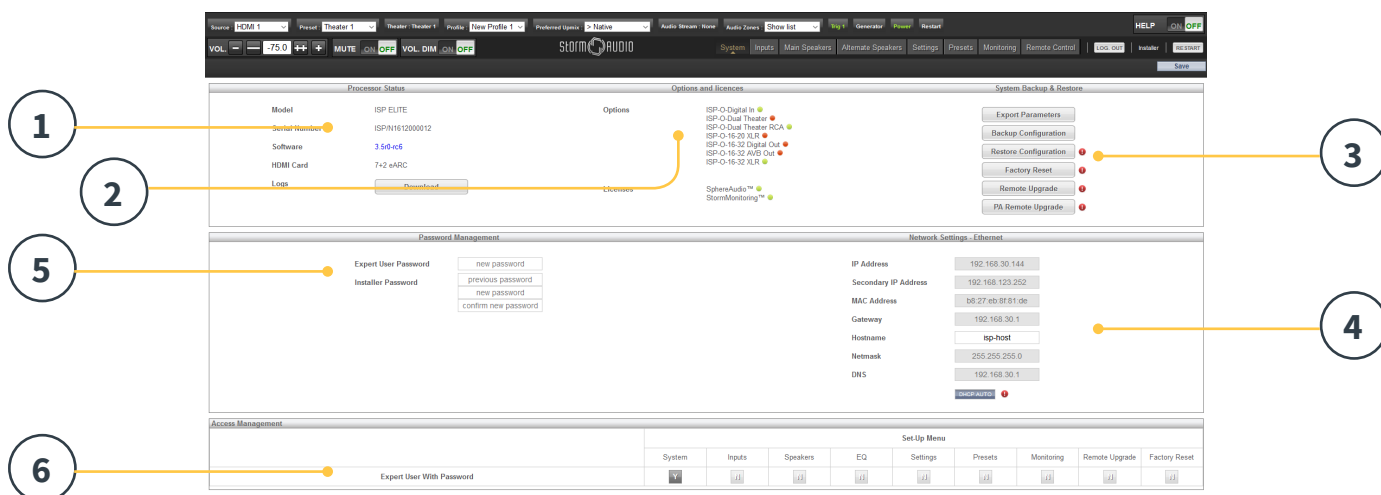 Source HDMI 1 Preset: Theater 1 Theater : Theater 1 Profile New Profile 1 Preferred Upmix : > Native Audio Stream : None Audio Zones Show list Trig 1 Generator Power Restart HELP ON OFF
VOL. -75.0 MUTE ON OFF VOL. DIM ON OFF STORM AUDIO System Inputs Main Speakers Alternate Speakers Settings Presets Monitoring Remote Control LOG OUT Installer RESTART
Save
Processor Status Options and licences System Backup & Restore
Model ISP ELITE
Serial Number ISP/N1612000012
Software 3.5r0-rc6
HDMI Card 7+2 eARC
Logs Download
Options ISP-O-Digital In
ISP-O-Dual Theater
ISP-O-Dual Theater RCA
ISP-O-16-20 XLR
ISP-O-16-32 Digital Out
ISP-O-16-32 AVB Out
ISP-O-16-32 XLR
Licenses SphereAudio™
StormMonitoring™
Export Parameters
Backup Configuration
Restore Configuration
Factory Reset
Remote Upgrade
PA Remote Upgrade
1
2
3
Password Management Network Settings - Ethernet
Expert User Password new password
Installer Password previous password
new password
confirm new password
IP Address 192.168.30.144
Secondary IP Address 192.168.123.252
MAC Address b8:27:eb:8f:81:de
Gateway 192.168.30.1
Hostname isp-host
Netmask 255.255.255.0
DNS 192.168.30.1
DHCP AUTO
5
4
Access Management
Set-Up Menu
System Inputs Speakers EQ Settings Presets Monitoring Remote Upgrade Factory Reset
Expert User With Password Y
6